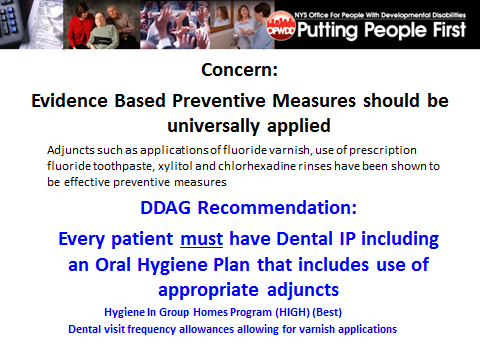 NYS Office For People With Developmental Disabilities
OPWDD
Putting People First
Concern:
Evidence Based Preventive Measures should be
universally applied
Adjuncts such as applications of fluoride varnish, use of prescription
fluoride toothpaste, xylitol and chlorhexadine rinses have been shown to
be effective preventive measures
DDAG Recommendation:
Every patient must have Dental IP including
an Oral Hygiene Plan that includes use of
appropriate adjuncts
Hygiene In Group Homes Program (HIGH) (Best)
Dental visit frequency allowances allowing for varnish applications